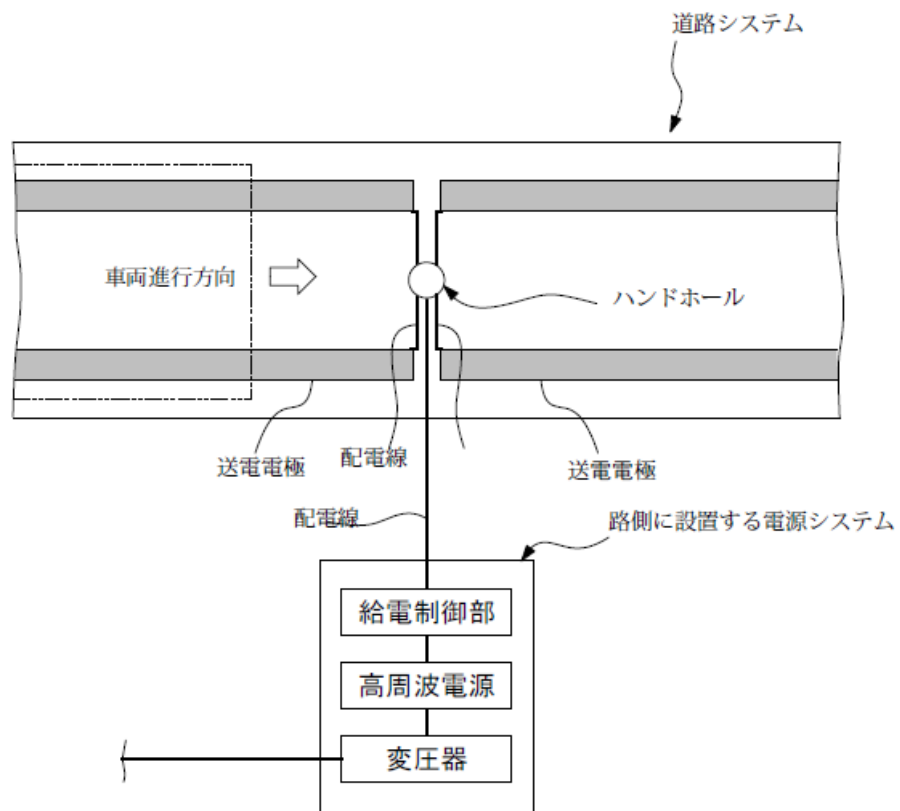 道路システム
車両進行方向
ハンドホール
送電電極
配電線
送電電極
配電線
路側に設置する電源システム
給電制御部
高周波電源
変圧器